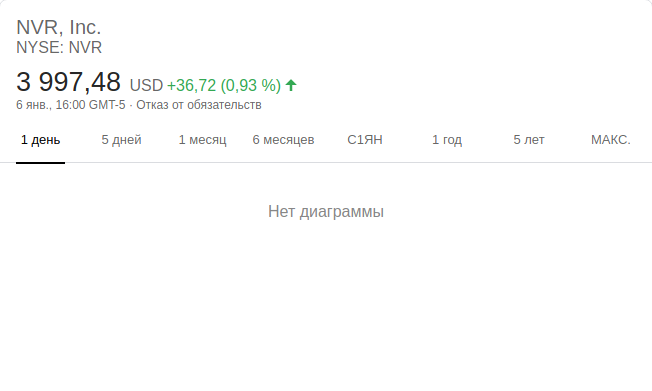 NVR, Inc.
NYSE: NVR
3 997,48 USD +36,72 (0,93 %)
6 янв., 16:00 GMT-5 · Отказ от обязательств
1 день 5 дней 1 месяц 6 месяцев С1ЯН 1 год 5 лет МАКС.
Нет диаграммы